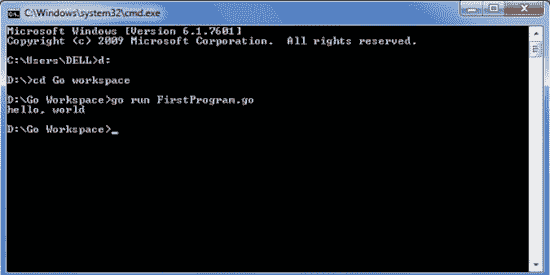 C:\Windows\system32\cmd.exe
Microsoft Windows [Version 6.1.7601]
Copyright (c) 2009 Microsoft Corporation.  All rights reserved.
C:\Users\DELL>d:
D:\>cd Go workspace
D:\Go Workspace>go run FirstProgram.go
hello, world
D:\Go Workspace>_